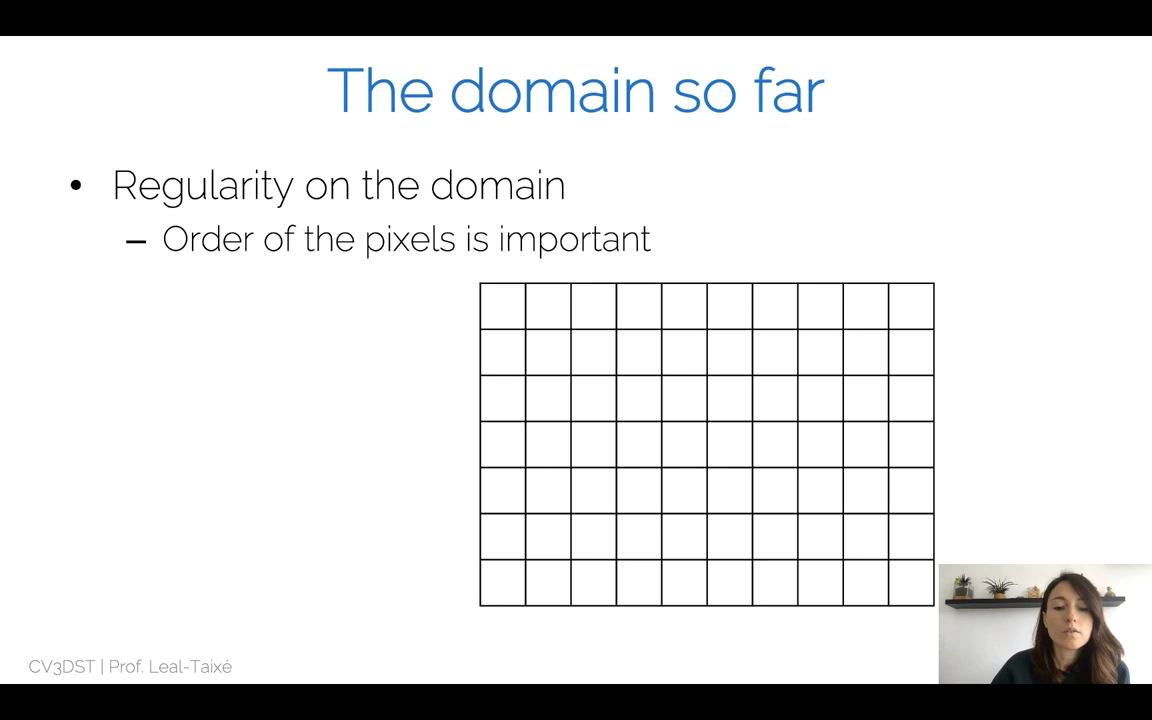 The domain so far
• Regularity on the domain
– Order of the pixels is important
CV3DST | Prof. Leal-Taixé